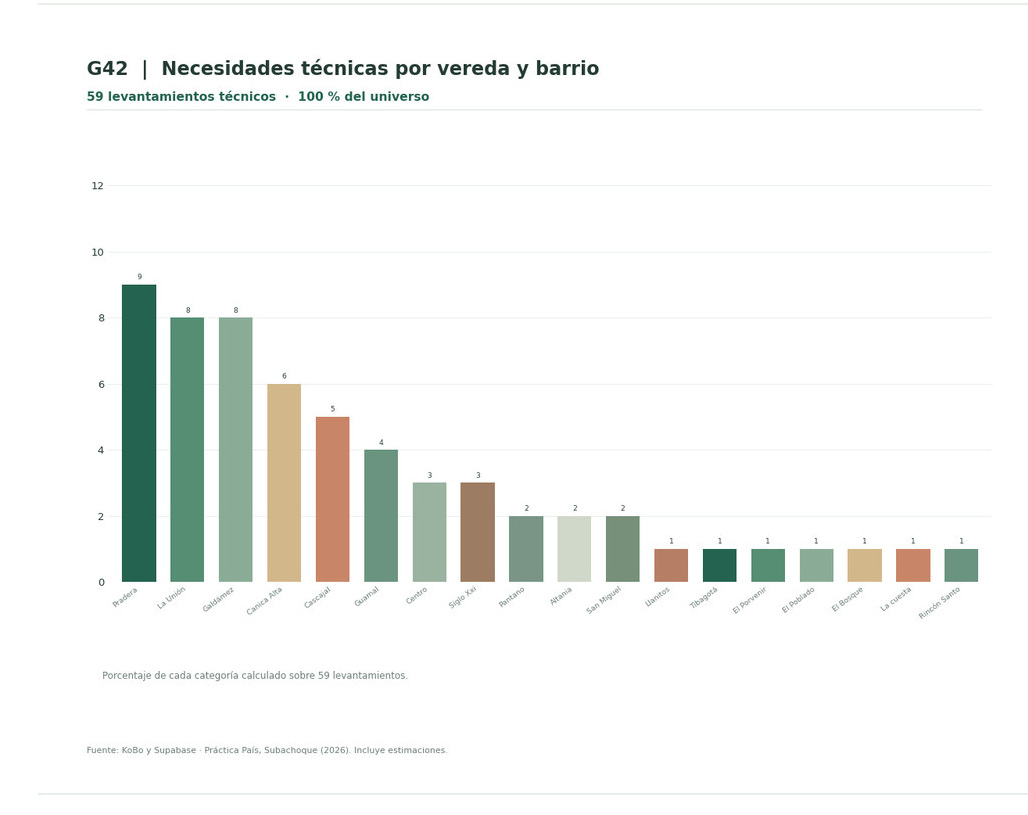 G42 | Necesidades técnicas por vereda y barrio
59 levantamientos técnicos · 100 % del universo
12
10
8
6
4
2
0
9
8
8
6
5
4
3
3
2
2
2
1
1
1
1
1
1
1
Pradera
La Unión
Galdámez
Canica Alta
Cascajal
Guamal
Centro
Siglo Xxi
Pantano
Altania
San Miguel
Llanitos
Tibagotá
El Porvenir
El Poblado
El Bosque
La cuesta
Rincón Santo
Porcentaje de cada categoría calculado sobre 59 levantamientos.
Fuente: KoBo y Supabase · Práctica País, Subachoque (2026). Incluye estimaciones.